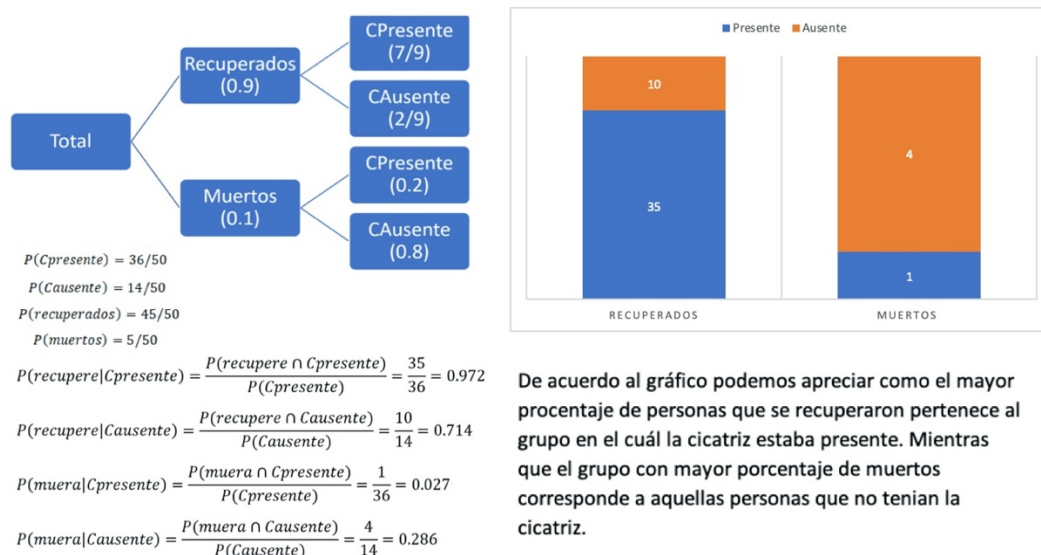 Total
Recuperados
(0.9)
Muertos
(0.1)
CPresente
(7/9)
CAusente
(2/9)
CPresente
(0.2)
CAusente
(0.8)
P(Cpresente) = 36/50
P(Causente) = 14/50
P(recuperados) = 45/50
P(muertos) = 5/50
P(recupere|Cpresente) = P(recupere ∩ Cpresente) / P(Cpresente) = 35/36 = 0.972
P(recupere|Causente) = P(recupere ∩ Causente) / P(Causente) = 10/14 = 0.714
P(muera|Cpresente) = P(muera ∩ Cpresente) / P(Cpresente) = 1/36 = 0.027
P(muera|Causente) = P(muera ∩ Causente) / P(Causente) = 4/14 = 0.286
Presente Ausente
10
35
4
1
RECUPERADOS MUERTOS
De acuerdo al gráfico podemos apreciar como el mayor
procentaje de personas que se recuperaron pertenece al
grupo en el cuál la cicatriz estaba presente. Mientras
que el grupo con mayor porcentaje de muertos
corresponde a aquellas personas que no tenian la
cicatriz.